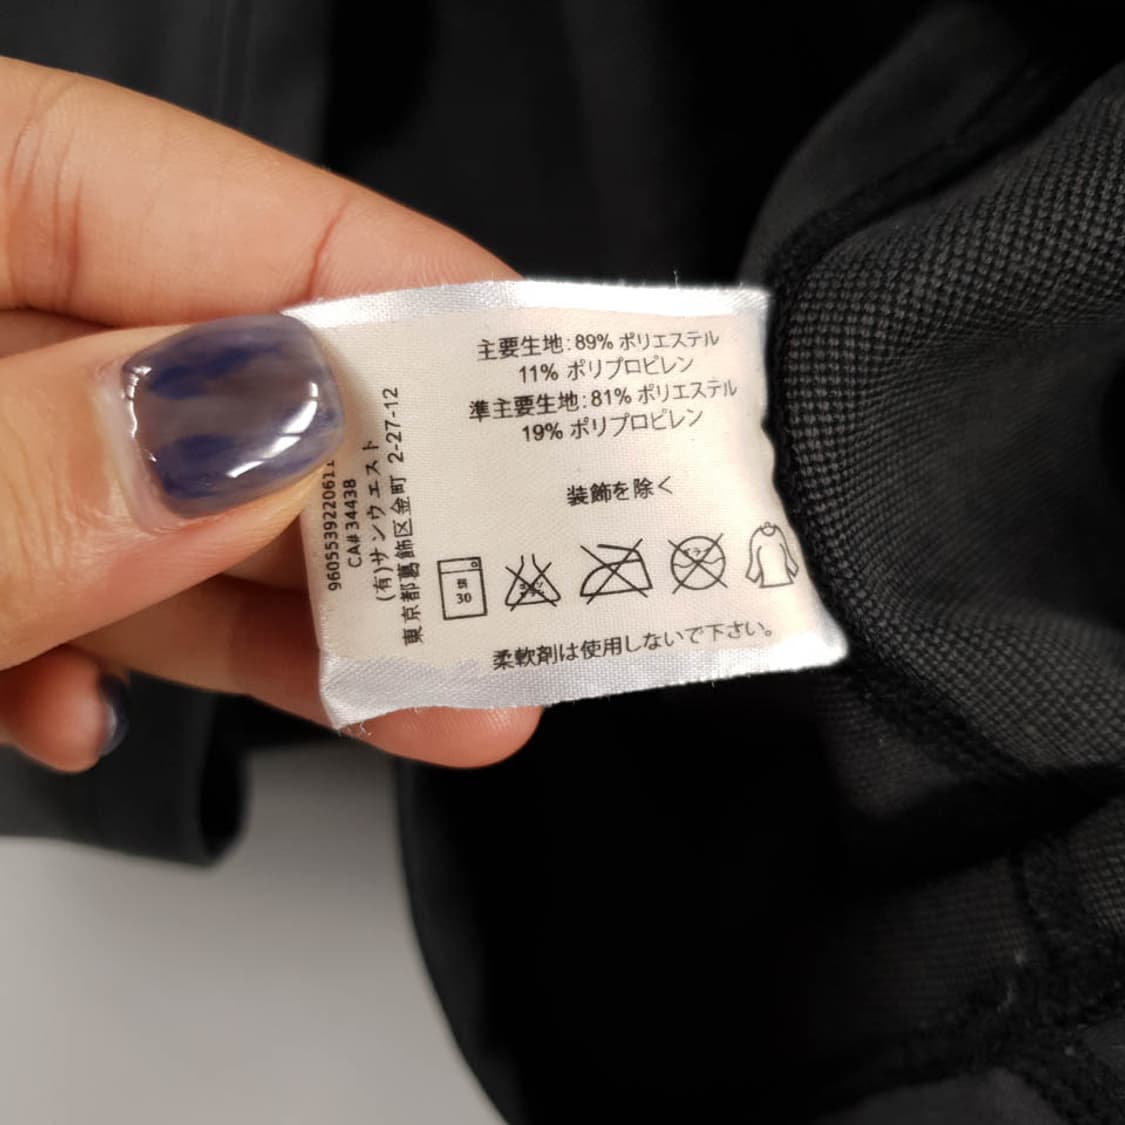 主要生地:89% ポリエステル
11% ポリプロピレン
準主要生地:81% ポリエステル
19% ポリプロピレン
装飾を除く
30
柔軟剤は使用しないで下さい。
CA#34438
(有)サンウエスト
東京都葛飾区金町 2-27-12